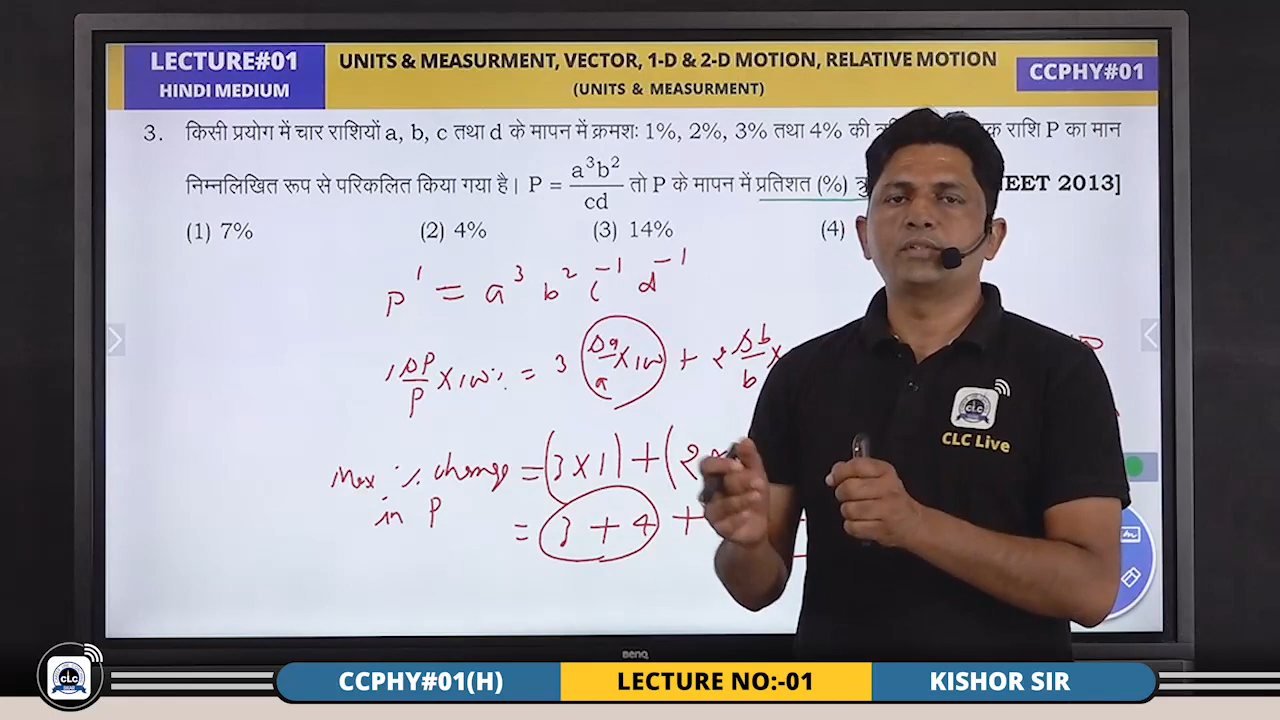 LECTURE#01
HINDI MEDIUM
UNITS & MEASURMENT, VECTOR, 1-D & 2-D MOTION, RELATIVE MOTION
(UNITS & MEASURMENT)
CCPHY#01
3. किसी प्रयोग में चार राशियों a, b, c तथा d के मापन में क्रमशः 1%, 2%, 3% तथा 4% की राशि P का मान
निम्नलिखित रूप से परिकलित किया गया है। P = a³b²/cd तो P के मापन में प्रतिशत (%) 2013]
(1) 7% (2) 4% (3) 14% (4)
P¹ = a³ b² c⁻¹ d⁻¹
1 ΔP/P × 100% = 3 Δa/a × 100 + 2 Δb/b ×
Max % change = (3×1) + (2
in P
= 3 + 4 +
CLC Live
BenQ
CCPHY#01(H)
LECTURE NO:-01
KISHOR SIR